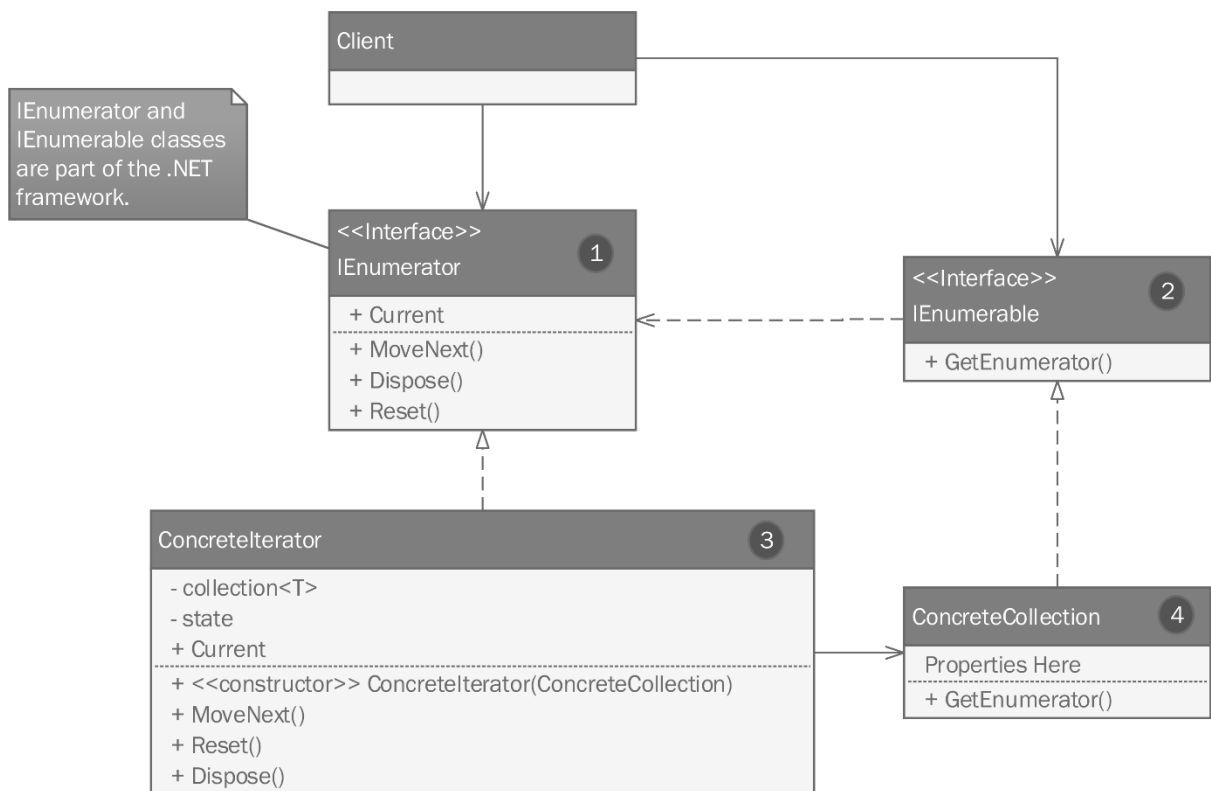 Client
IEnumerator and
IEnumerable classes
are part of the .NET
framework.
<<Interface>>
IEnumerator
1
+ Current
+ MoveNext()
+ Dispose()
+ Reset()
<<Interface>>
IEnumerable
2
+ GetEnumerator()
ConcreteIterator
3
- collection<T>
- state
+ Current
+ <<constructor>> ConcreteIterator(ConcreteCollection)
+ MoveNext()
+ Reset()
+ Dispose()
ConcreteCollection
4
Properties Here
+ GetEnumerator()